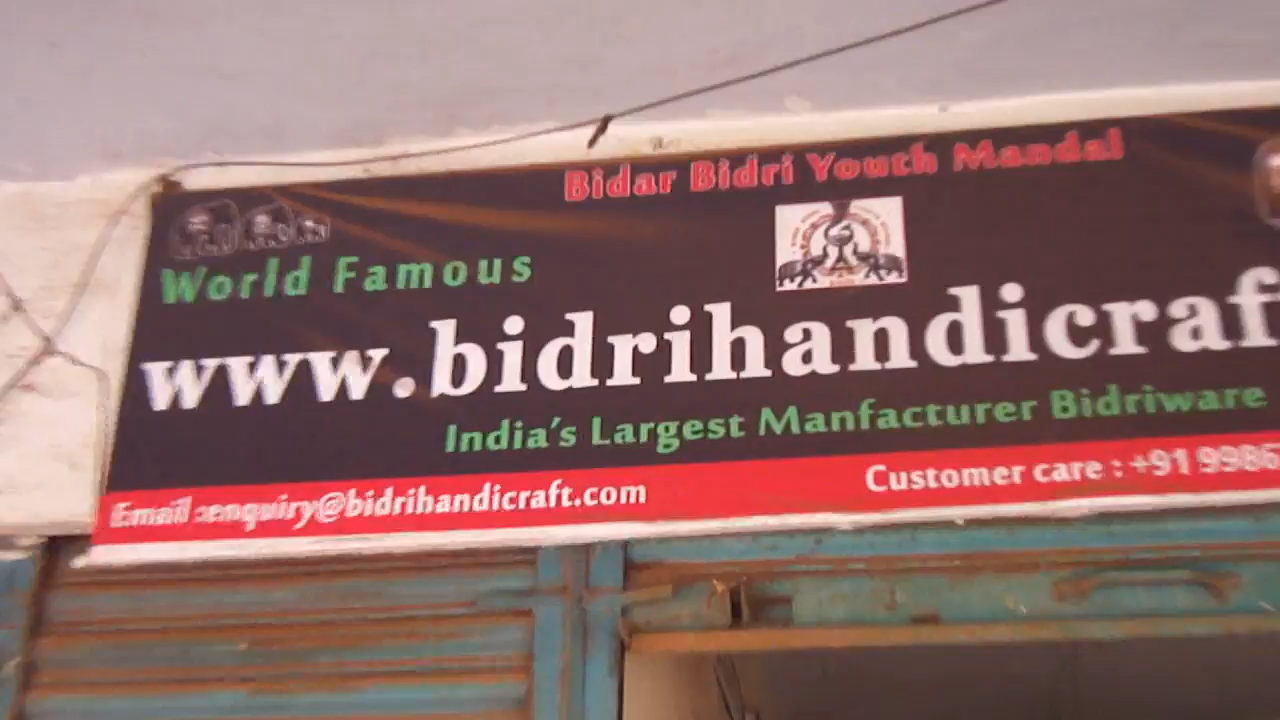 Bidar Bidri Youth Mandal
World Famous
www.bidrihandicraf
India's Largest Manfacturer Bidriware
Customer care : +91 9986
Email :enquiry@bidrihandicraft.com